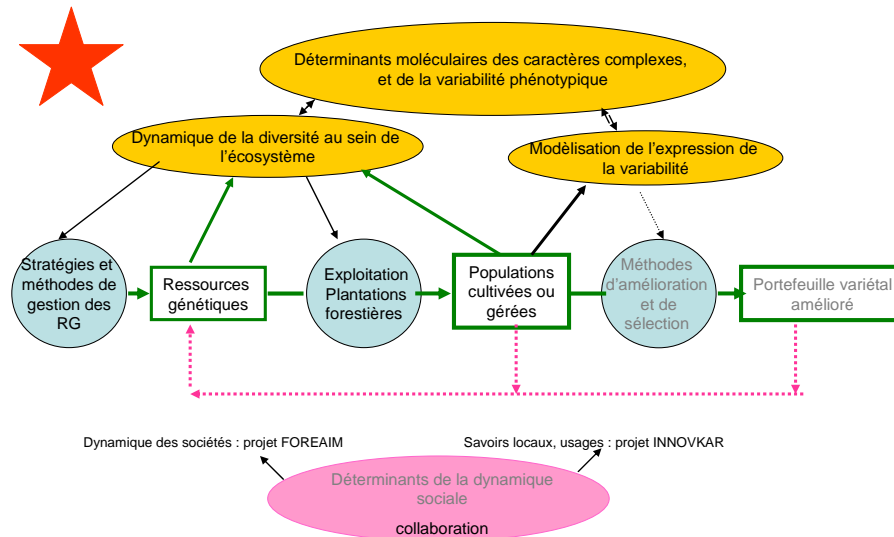 Déterminants moléculaires des caractères complexes,
et de la variabilité phénotypique
Dynamique de la diversité au sein de
l'écosystème
Modèlisation de l'expression de
la variabilité
Stratégies et
méthodes de
gestion des
RG
Ressources
génétiques
Exploitation
Plantations
forestières
Populations
cultivées ou
gérées
Méthodes
d'amélioration
et de
sélection
Portefeuille variétal
amélioré
Dynamique des sociétés : projet FOREAIM
Savoirs locaux, usages : projet INNOVKAR
Déterminants de la dynamique
sociale
collaboration